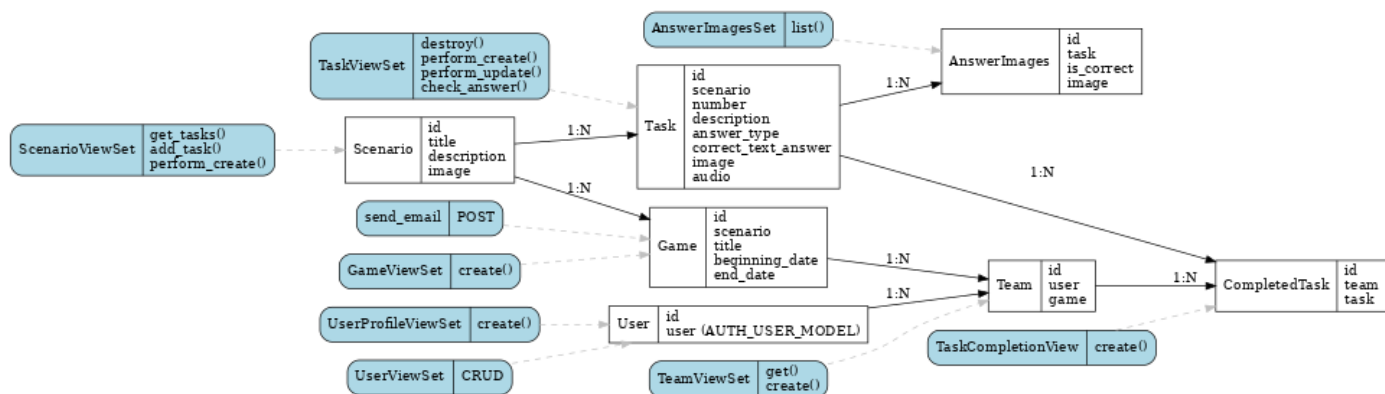 AnswerImagesSet
list()
AnswerImages
id
task
is_correct
image
TaskViewSet
destroy()
perform_create()
perform_update()
check_answer()
Task
id
scenario
number
description
answer_type
correct_text_answer
image
audio
1:N
ScenarioViewSet
get_tasks()
add_task()
perform_create()
Scenario
id
title
description
image
1:N
1:N
1:N
send_email
POST
GameViewSet
create()
Game
id
scenario
title
beginning_date
end_date
1:N
Team
id
user
game
1:N
CompletedTask
id
team
task
UserProfileViewSet
create()
User
id
user (AUTH_USER_MODEL)
1:N
UserViewSet
CRUD
TeamViewSet
get()
create()
TaskCompletionView
create()